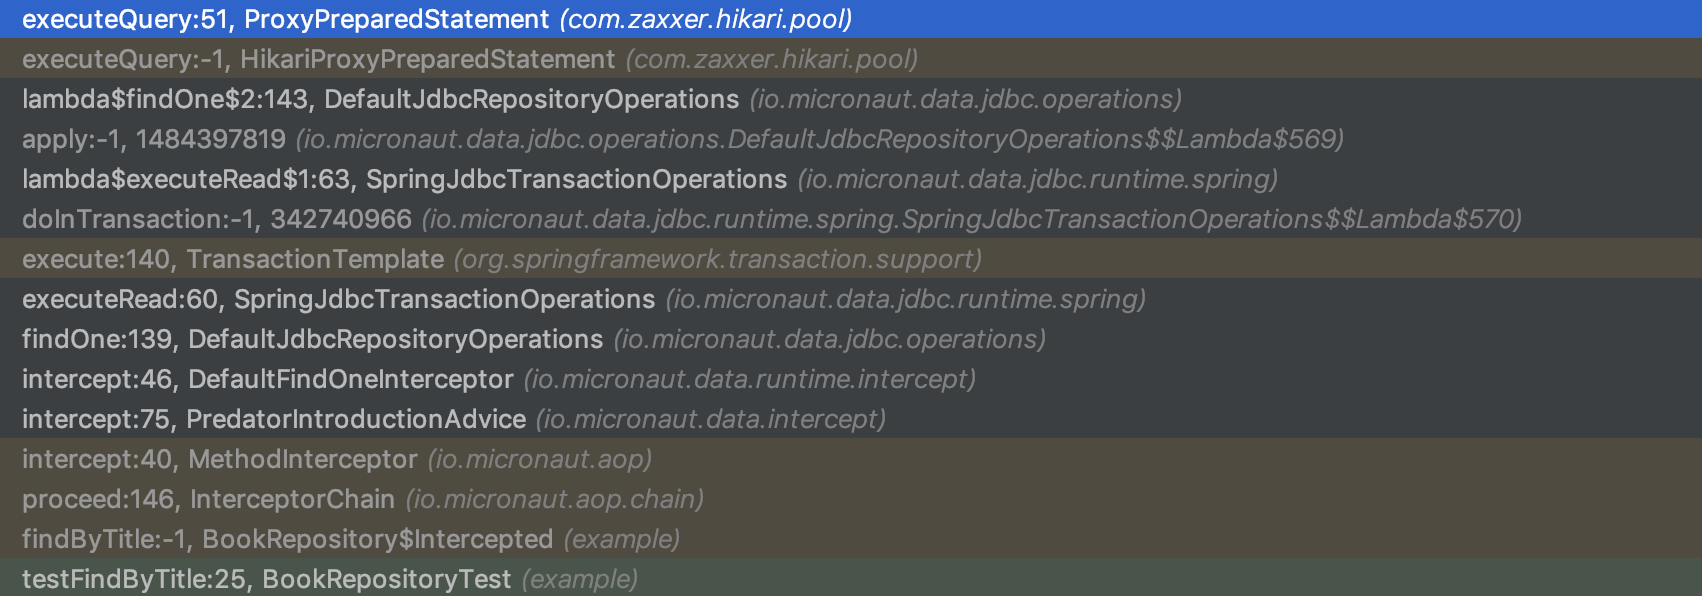 executeQuery:51, ProxyPreparedStatement (com.zaxxer.hikari.pool)
executeQuery:-1, HikariProxyPreparedStatement (com.zaxxer.hikari.pool)
lambda$findOne$2:143, DefaultJdbcRepositoryOperations (io.micronaut.data.jdbc.operations)
apply:-1, 1484397819 (io.micronaut.data.jdbc.operations.DefaultJdbcRepositoryOperations$$Lambda$569)
lambda$executeRead$1:63, SpringJdbcTransactionOperations (io.micronaut.data.jdbc.runtime.spring)
doInTransaction:-1, 342740966 (io.micronaut.data.jdbc.runtime.spring.SpringJdbcTransactionOperations$$Lambda$570)
execute:140, TransactionTemplate (org.springframework.transaction.support)
executeRead:60, SpringJdbcTransactionOperations (io.micronaut.data.jdbc.runtime.spring)
findOne:139, DefaultJdbcRepositoryOperations (io.micronaut.data.jdbc.operations)
intercept:46, DefaultFindOneInterceptor (io.micronaut.data.runtime.intercept)
intercept:75, PredatorIntroductionAdvice (io.micronaut.data.intercept)
intercept:40, MethodInterceptor (io.micronaut.aop)
proceed:146, InterceptorChain (io.micronaut.aop.chain)
findByTitle:-1, BookRepository$Intercepted (example)
testFindByTitle:25, BookRepositoryTest (example)